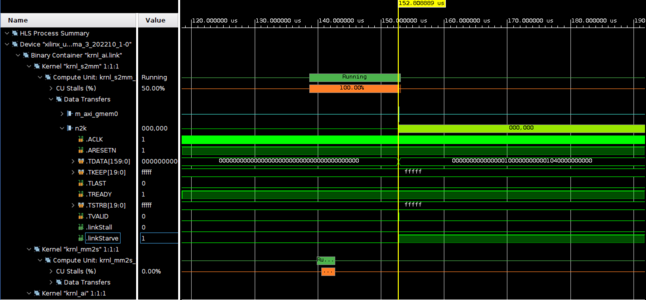 152.000009 us
Name
Value
120.000000 us
130.000000 us
140.000000 us
150.000000 us
160.000000 us
170.000000 us
180.000000 us
190
HLS Process Summary
Device "xilinx_u...ma_3_202210_1-0"
Binary Container "krnl_ai.link"
Kernel "krnl_s2mm" 1:1:1
Compute Unit: krnl_s2mm_ Running Running
CU Stalls (%) 50.00% 100.00%
Data Transfers
m_axi_gmem0
n2k 000,000 000,000
.ACLK 1
.ARESETN 1
.TDATA[159:0]
.TKEEP[19:0] fffff fffff
.TLAST 0
.TREADY 1
.TSTRB[19:0] fffff fffff
.TVALID 0
.linkStall 0
.linkStarve 1
Kernel "krnl_mm2s" 1:1:1
Compute Unit: krnl_mm2s_
CU Stalls (%) 0.00%
Data Transfers
Kernel "krnl_ai" 1:1:1